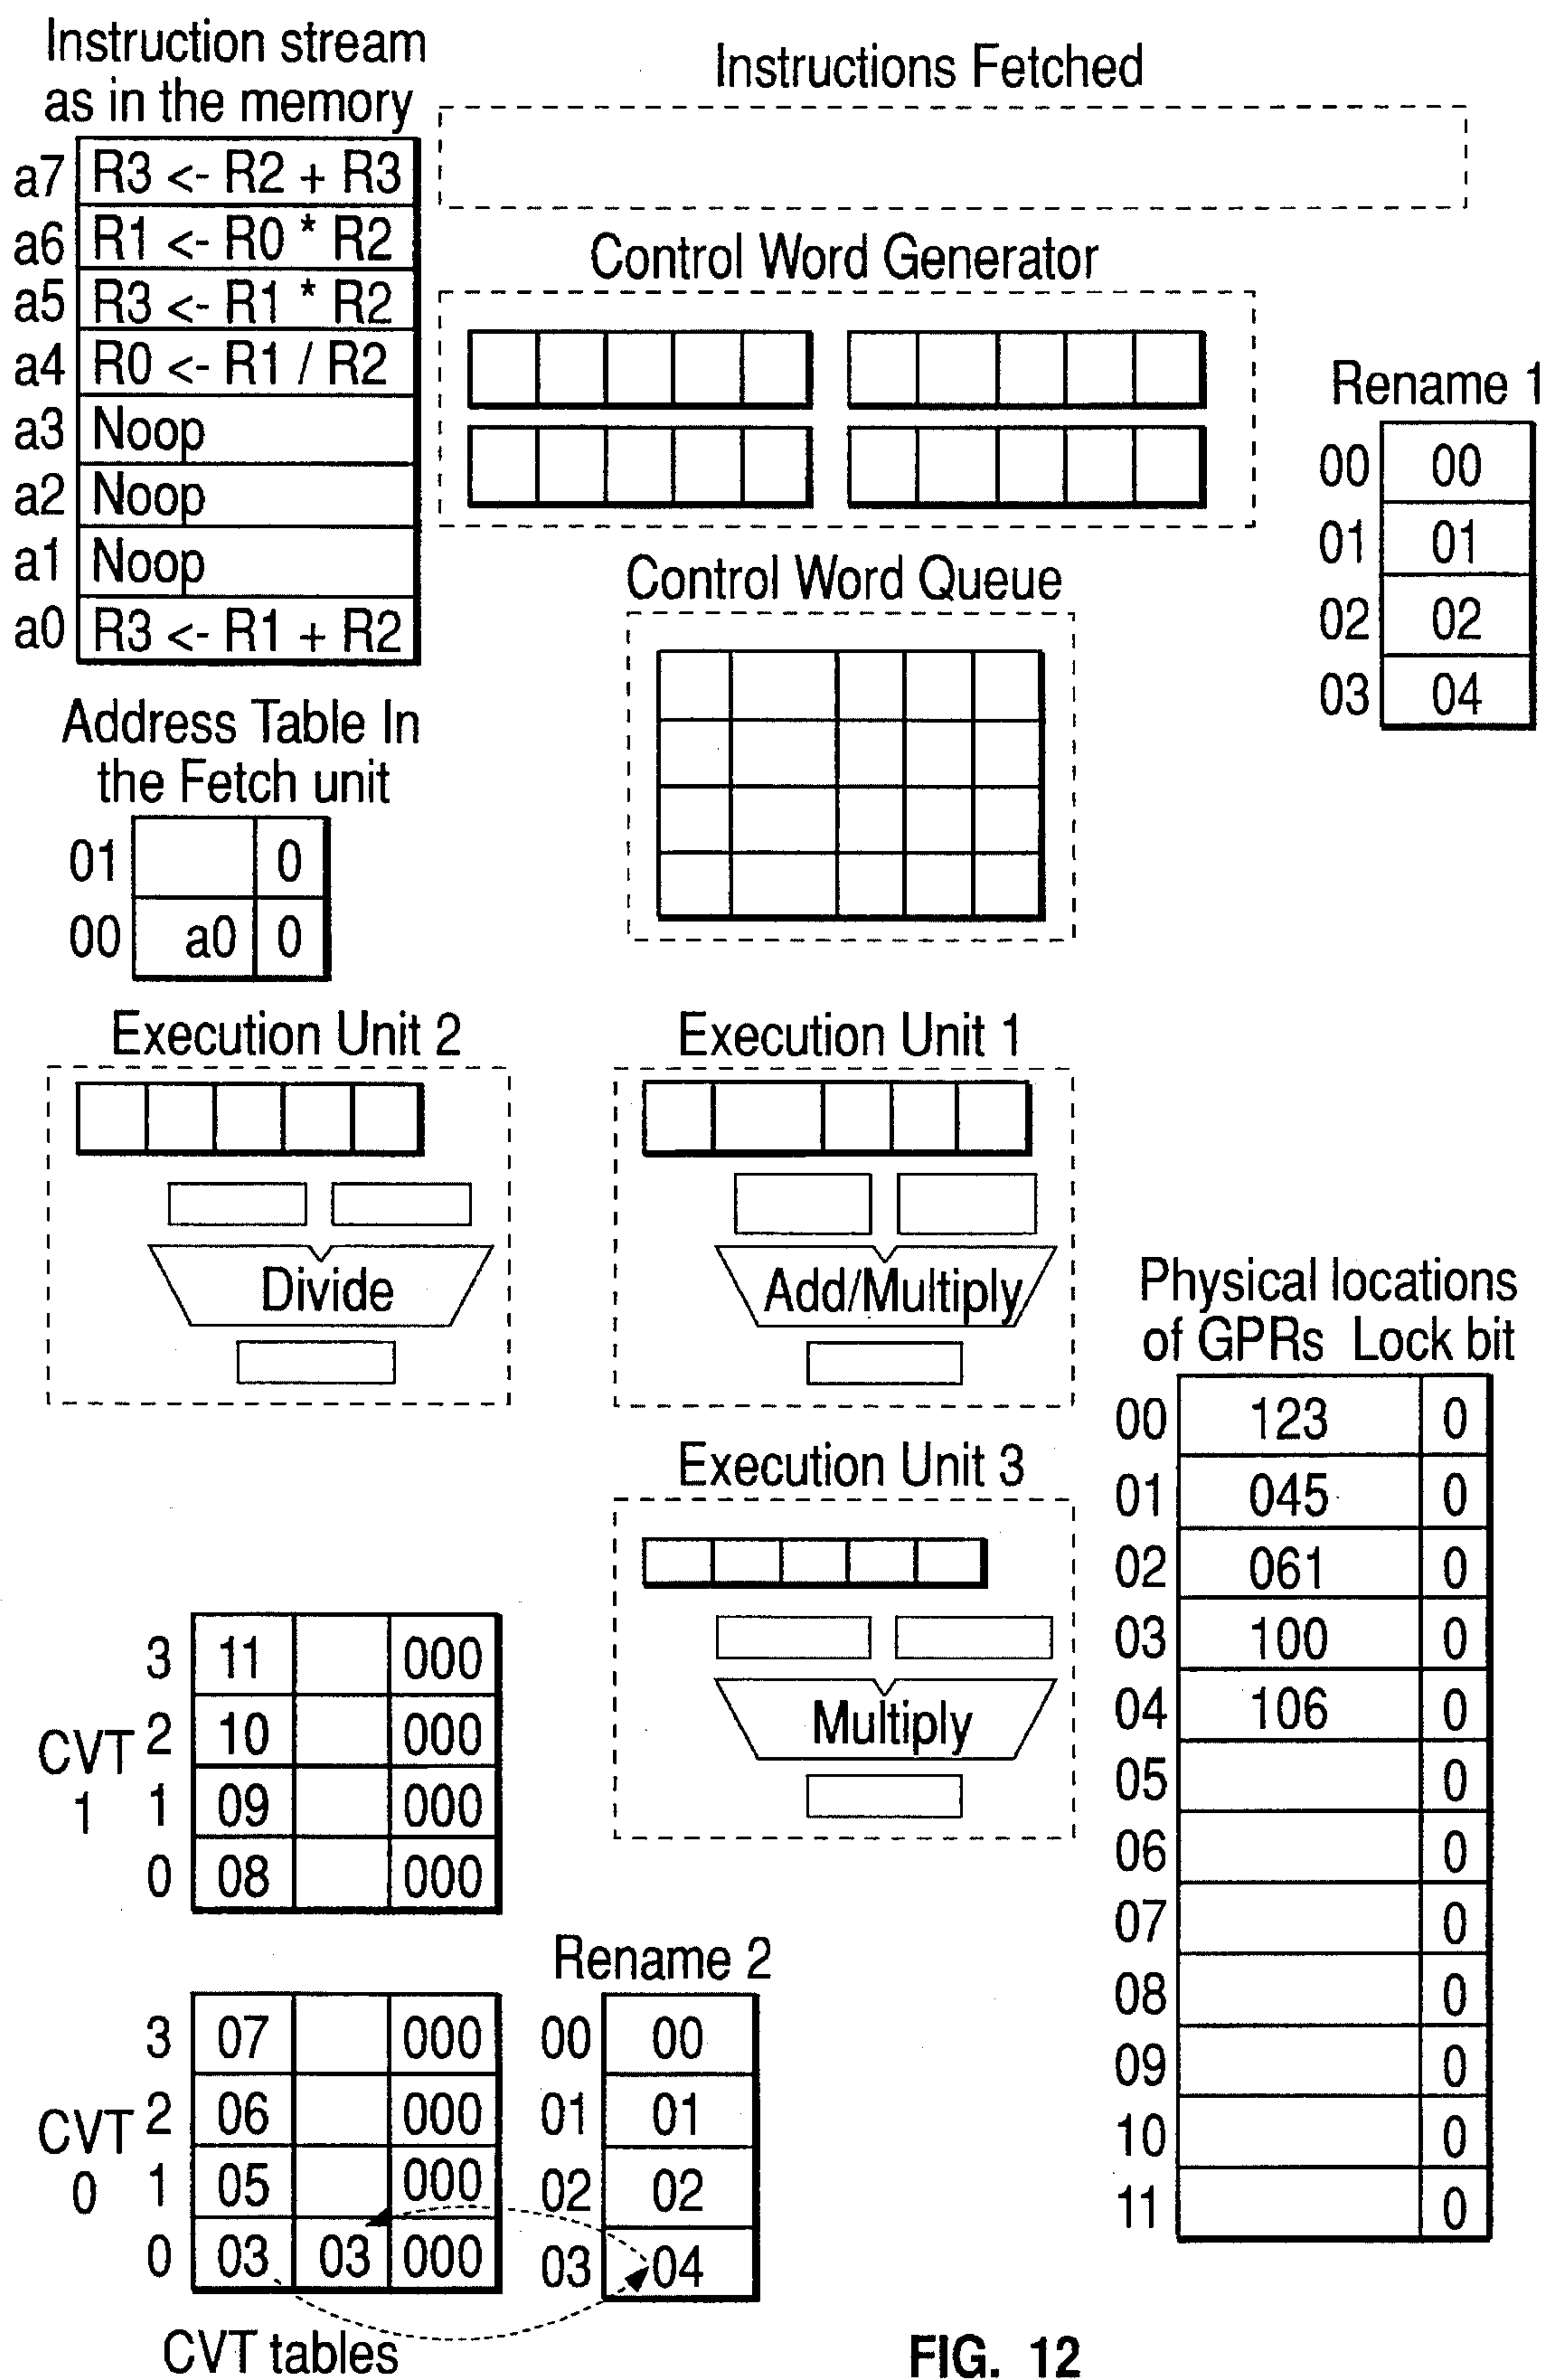 Instruction stream
as in the memory
a7 R3 <- R2 + R3
a6 R1 <- R0 * R2
a5 R3 <- R1 * R2
a4 R0 <- R1 / R2
a3 Noop
a2 Noop
a1 Noop
a0 R3 <- R1 + R2
Instructions Fetched
Control Word Generator
Rename 1
00 00
01 01
02 02
03 04
Control Word Queue
Address Table In
the Fetch unit
01 0
00 a0 0
Execution Unit 2
Divide
Execution Unit 1
Add/Multiply
Execution Unit 3
Multiply
Physical locations
of GPRs Lock bit
00 123 0
01 045 0
02 061 0
03 100 0
04 106 0
05 0
06 0
07 0
08 0
09 0
10 0
11 0
CVT
1
3 11 000
2 10 000
1 09 000
0 08 000
CVT
0
3 07 000
2 06 000
1 05 000
0 03 03 000
Rename 2
00 00
01 01
02 02
03 04
CVT tables
FIG. 12